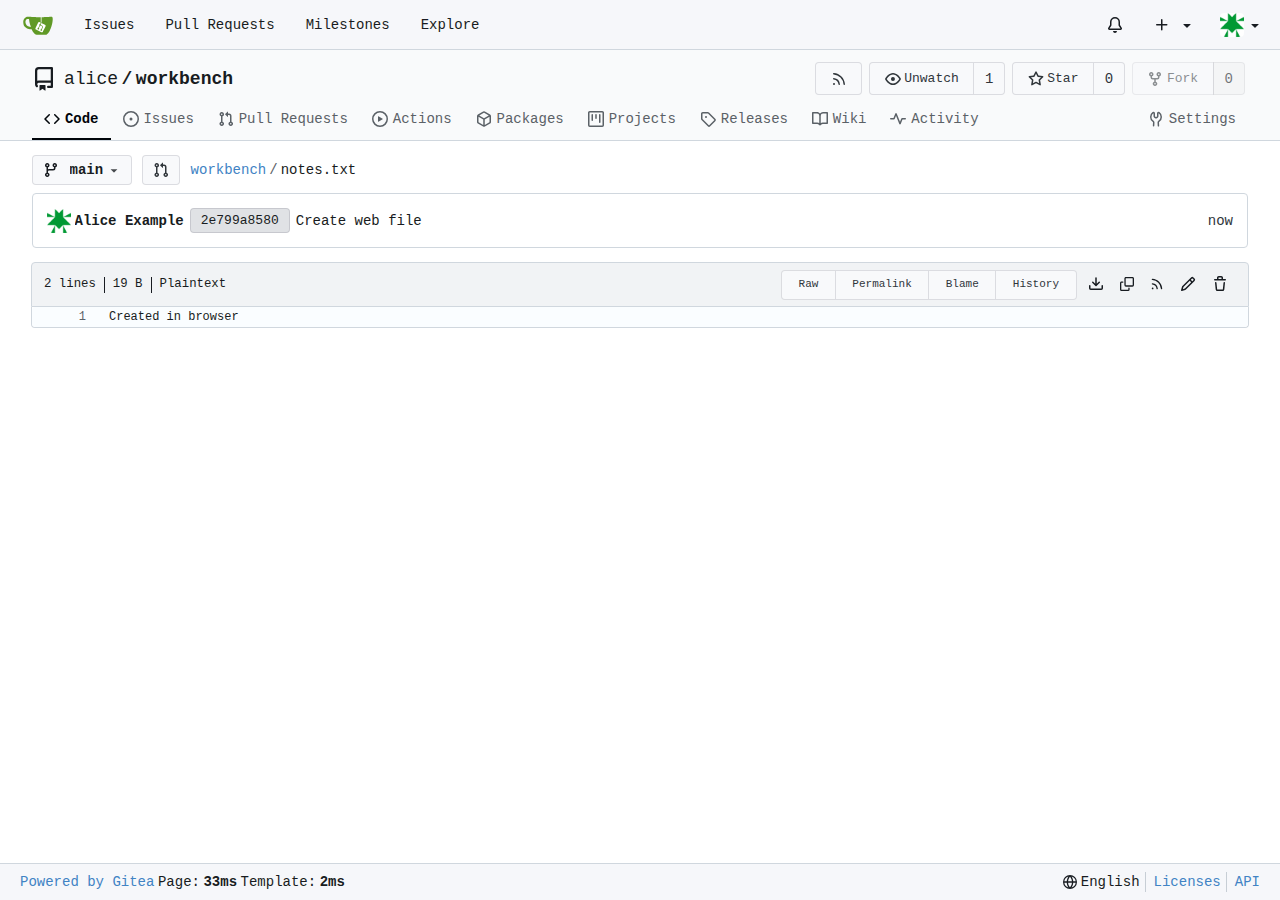 Issues Pull Requests Milestones Explore
alice/workbench Unwatch 1 Star 0 Fork 0
Code Issues Pull Requests Actions Packages Projects Releases Wiki Activity Settings
main workbench/notes.txt
Alice Example 2e799a8580 Create web file now
2 lines 19 B Plaintext Raw Permalink Blame History
1 Created in browser
Powered by Gitea Page: 33ms Template: 2ms English Licenses API